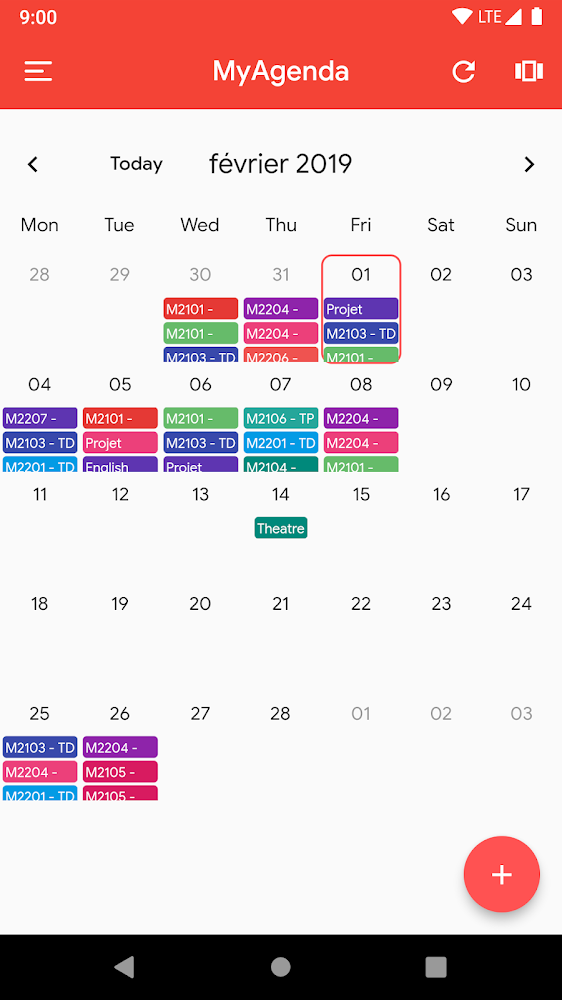 9:00 LTE
MyAgenda
Today février 2019
Mon Tue Wed Thu Fri Sat Sun
28 29 30 31 01 02 03
M2101 - M2204 - Projet
M2101 - M2204 - M2103 - TD
M2103 - TD M2206 - M2101 -
04 05 06 07 08 09 10
M2207 - M2101 - M2101 - M2106 - TP M2204 -
M2103 - TD Projet M2103 - TD M2201 - TD M2204 -
M2201 - TD English Projet M2104 - M2101 -
11 12 13 14 15 16 17
Theatre
18 19 20 21 22 23 24
25 26 27 28 01 02 03
M2103 - TD M2204 -
M2204 - M2105 -
M2201 - TD M2105 -
+